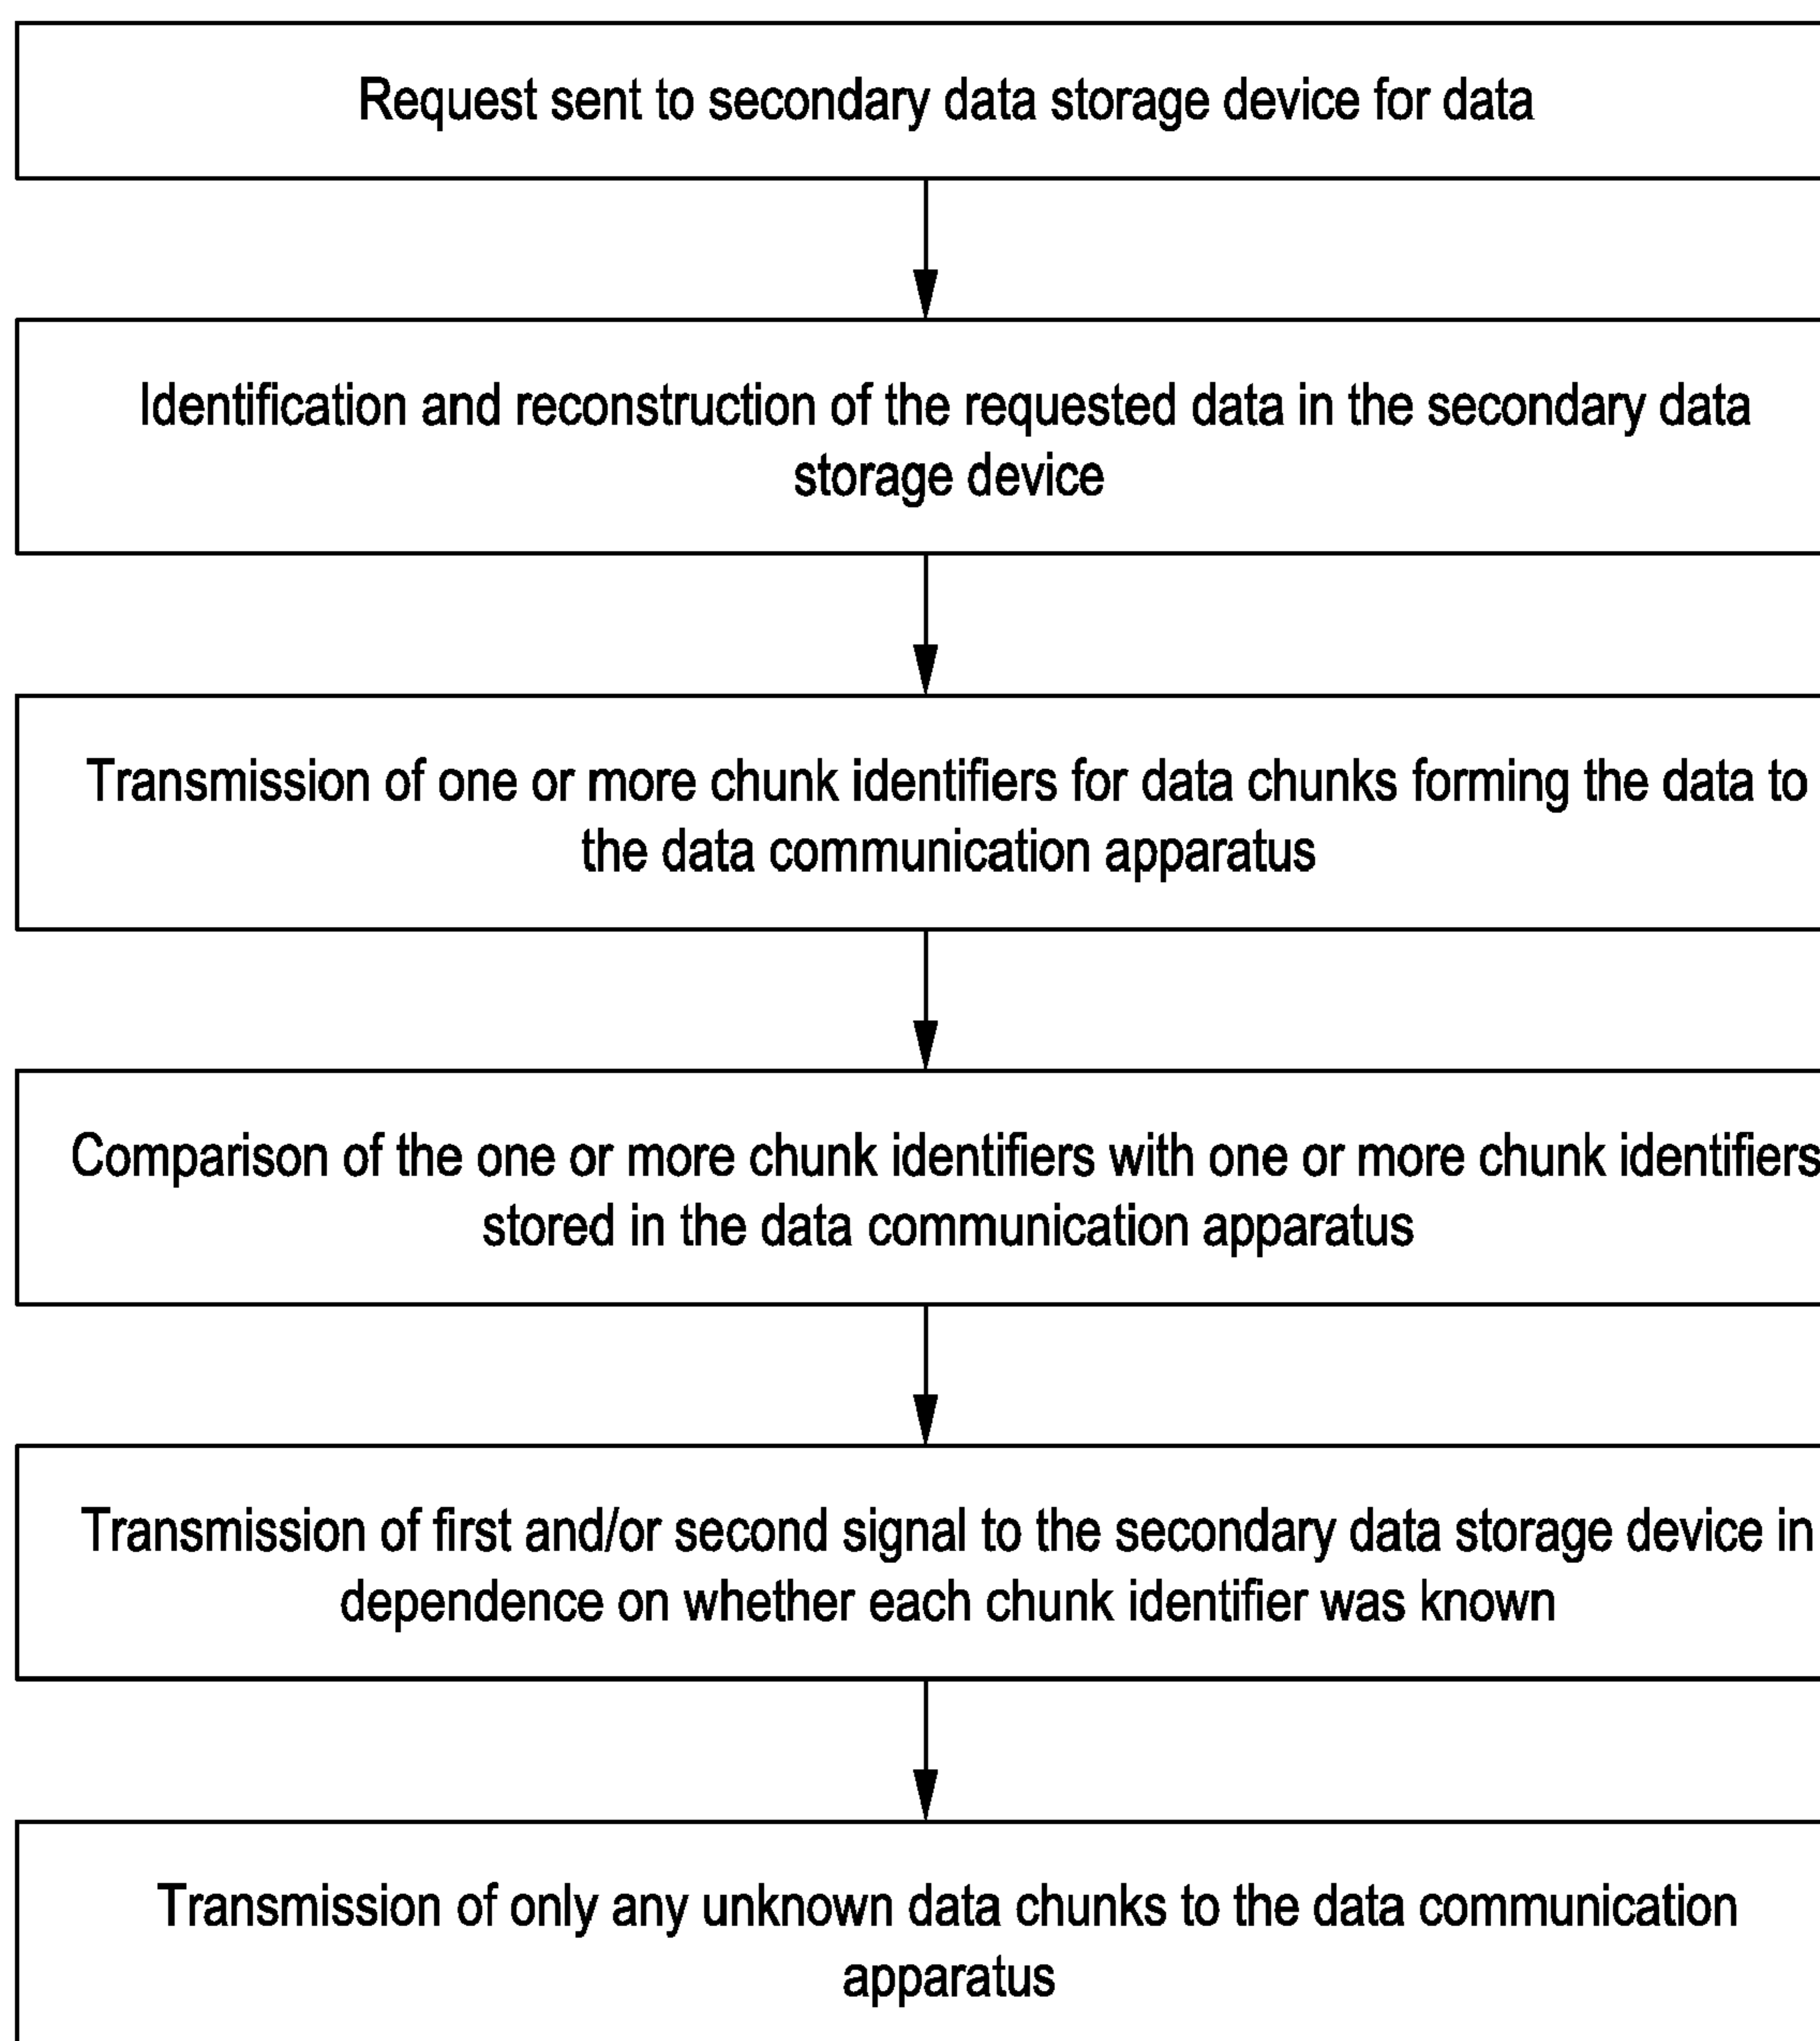 Request sent to secondary data storage device for data
Identification and reconstruction of the requested data in the secondary data
storage device
Transmission of one or more chunk identifiers for data chunks forming the data to
the data communication apparatus
Comparison of the one or more chunk identifiers with one or more chunk identifiers
stored in the data communication apparatus
Transmission of first and/or second signal to the secondary data storage device in
dependence on whether each chunk identifier was known
Transmission of only any unknown data chunks to the data communication
apparatus